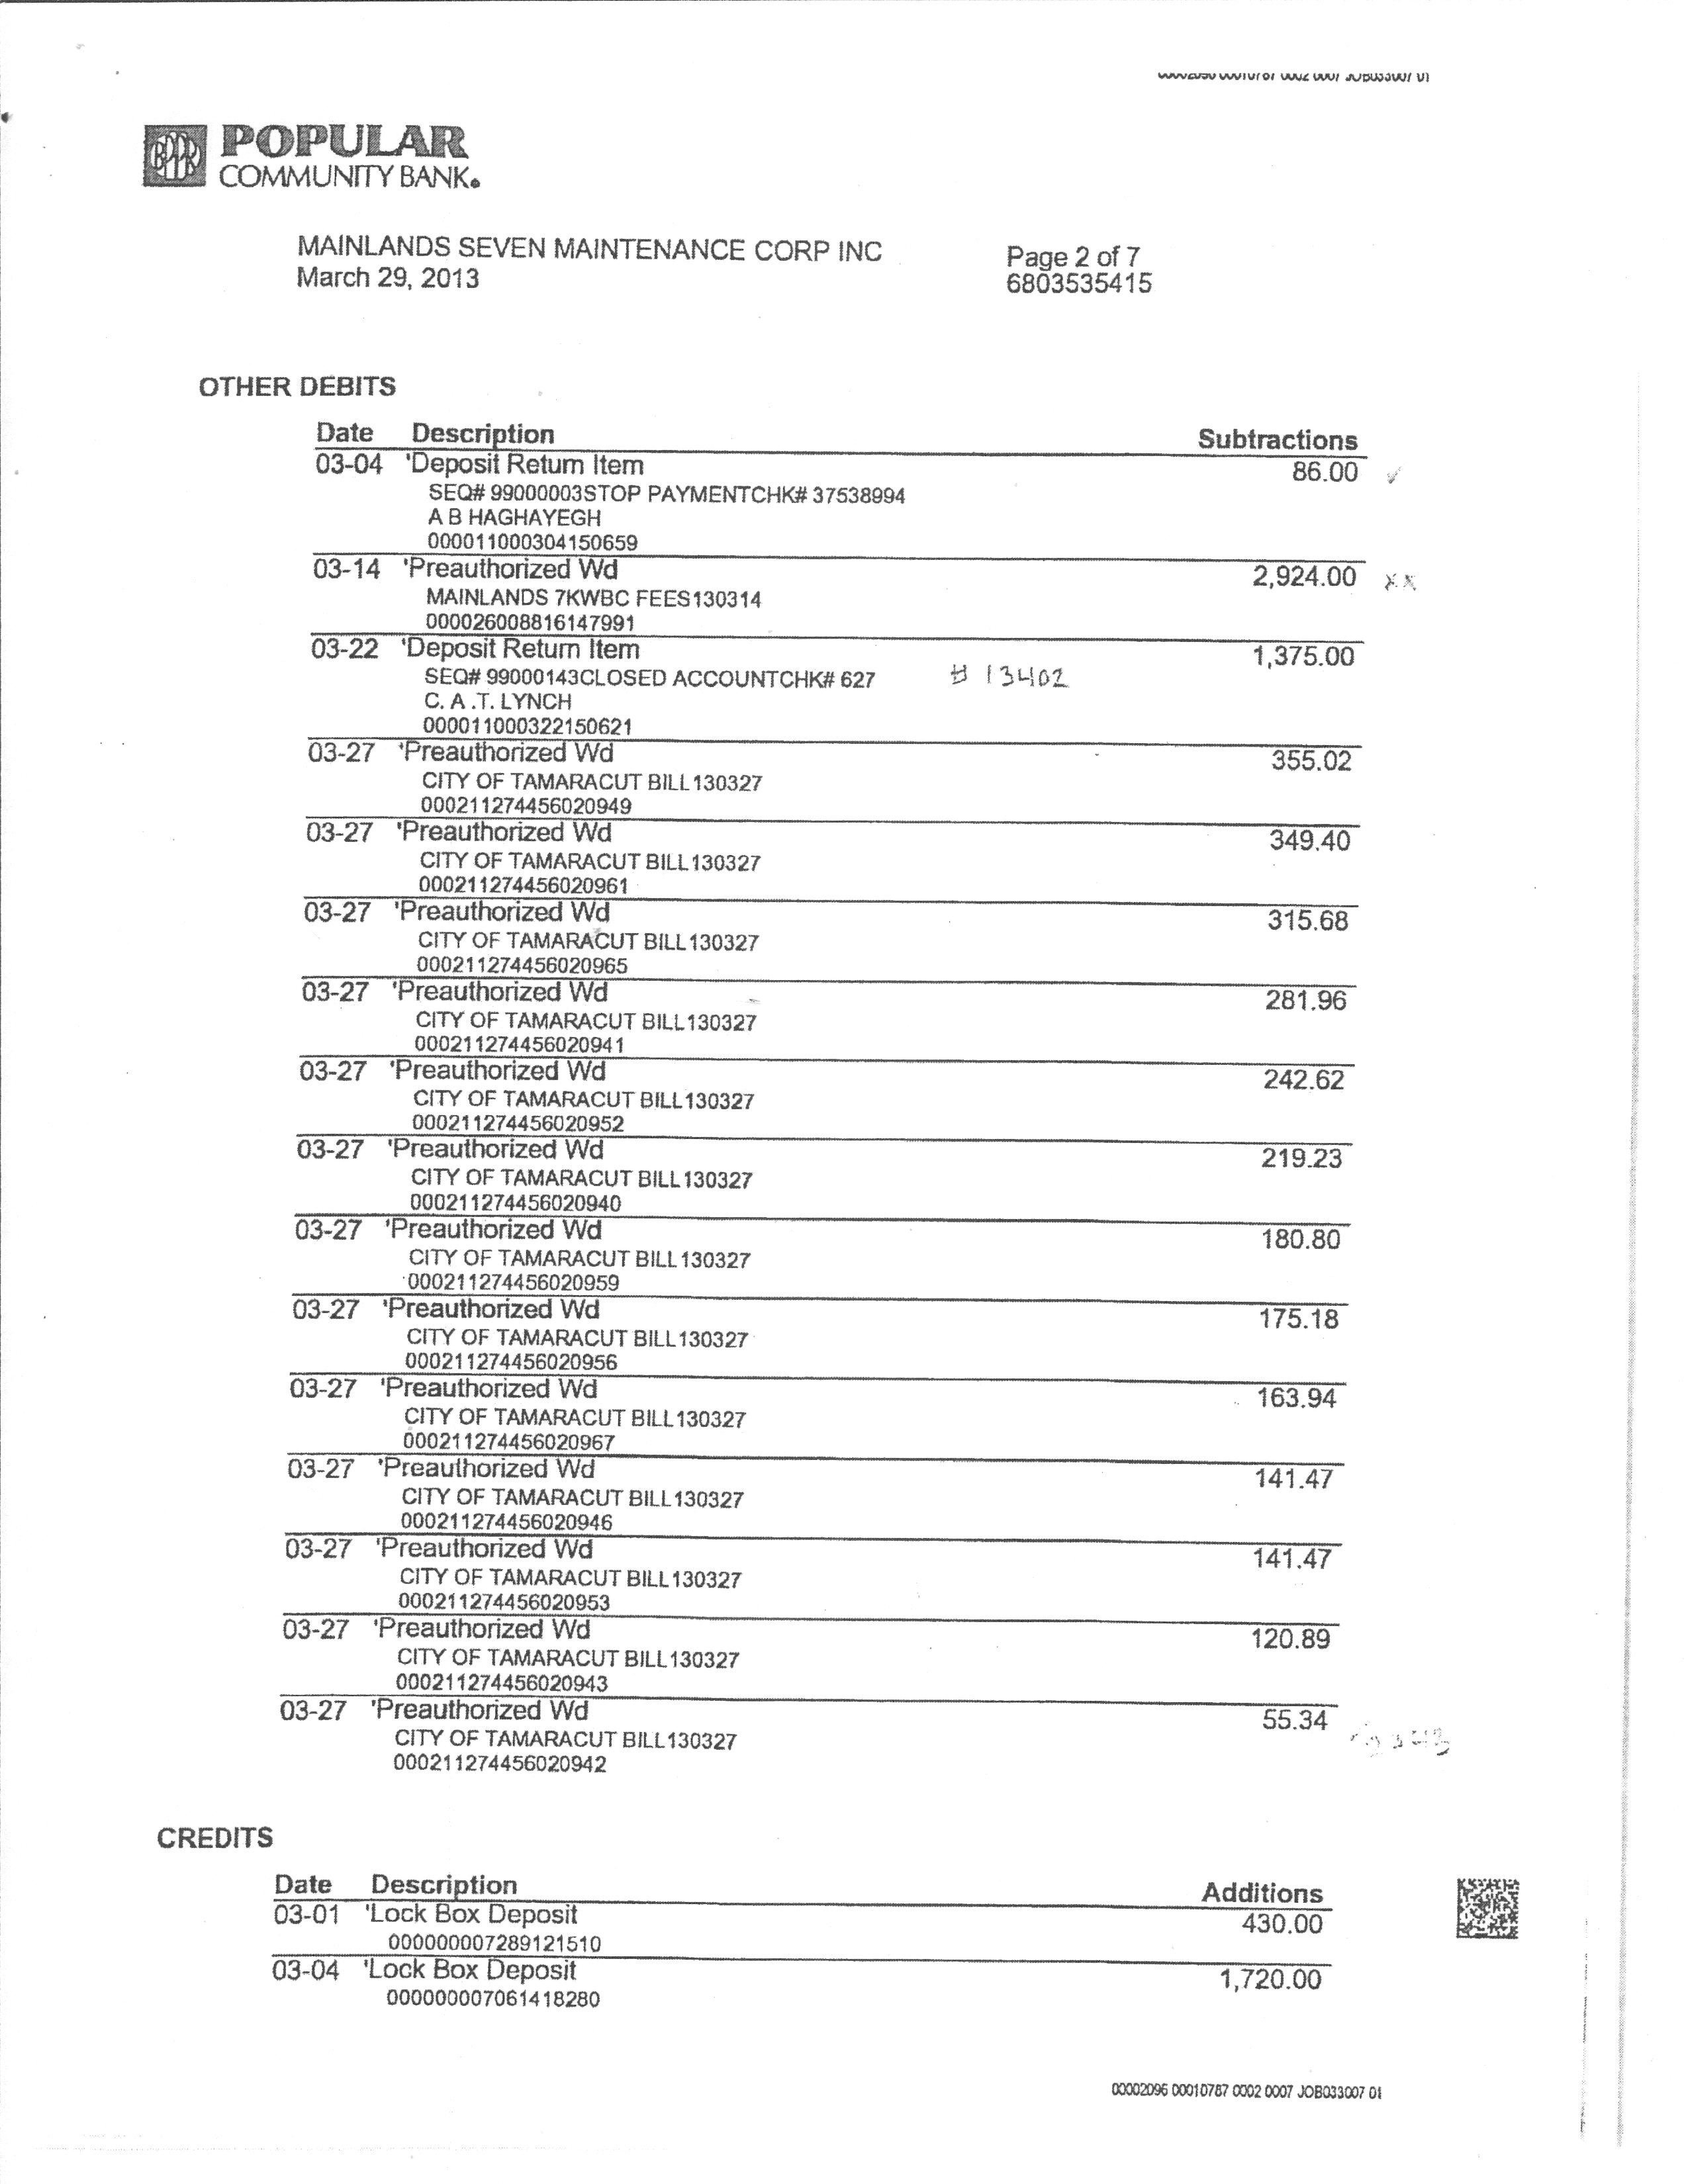 POPULAR
COMMUNITY BANK.
MAINLANDS SEVEN MAINTENANCE CORP INC
March 29, 2013
Page 2 of 7
6803535415
OTHER DEBITS
Date Description Subtractions
03-04 'Deposit Return Item 86.00
SEQ# 99000003STOP PAYMENTCHK# 37538994
A B HAGHAYEGH
000011000304150659
03-14 'Preauthorized Wd 2,924.00 xx
MAINLANDS 7KWBC FEES130314
000026008816147991
03-22 'Deposit Return Item 1,375.00
SEQ# 99000143CLOSED ACCOUNTCHK# 627 # 13402
C. A .T. LYNCH
000011000322150621
03-27 'Preauthorized Wd 355.02
CITY OF TAMARACUT BILL130327
000211274456020949
03-27 'Preauthorized Wd 349.40
CITY OF TAMARACUT BILL130327
000211274456020961
03-27 'Preauthorized Wd 315.68
CITY OF TAMARACUT BILL130327
000211274456020965
03-27 'Preauthorized Wd 281.96
CITY OF TAMARACUT BILL130327
000211274456020941
03-27 'Preauthorized Wd 242.62
CITY OF TAMARACUT BILL130327
000211274456020952
03-27 'Preauthorized Wd 219.23
CITY OF TAMARACUT BILL130327
000211274456020940
03-27 'Preauthorized Wd 180.80
CITY OF TAMARACUT BILL130327
000211274456020959
03-27 'Preauthorized Wd 175.18
CITY OF TAMARACUT BILL130327
000211274456020956
03-27 'Preauthorized Wd 163.94
CITY OF TAMARACUT BILL130327
000211274456020967
03-27 'Preauthorized Wd 141.47
CITY OF TAMARACUT BILL130327
000211274456020946
03-27 'Preauthorized Wd 141.47
CITY OF TAMARACUT BILL130327
000211274456020953
03-27 'Preauthorized Wd 120.89
CITY OF TAMARACUT BILL130327
000211274456020943
03-27 'Preauthorized Wd 55.34
CITY OF TAMARACUT BILL130327
000211274456020942
CREDITS
Date Description Additions
03-01 'Lock Box Deposit 430.00
000000007289121510
03-04 'Lock Box Deposit 1,720.00
000000007061418280
00002096 00010787 0002 0007 JOB033007 01